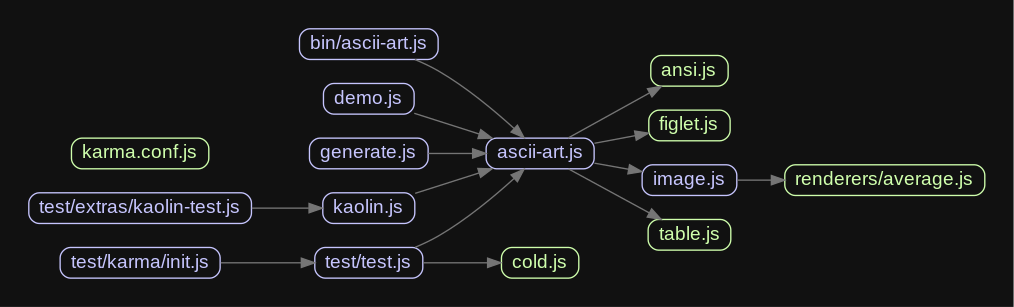 bin/ascii-art.js
ansi.js
demo.js
figlet.js
karma.conf.js
generate.js
ascii-art.js
image.js
renderers/average.js
test/extras/kaolin-test.js
kaolin.js
table.js
test/karma/init.js
test/test.js
cold.js